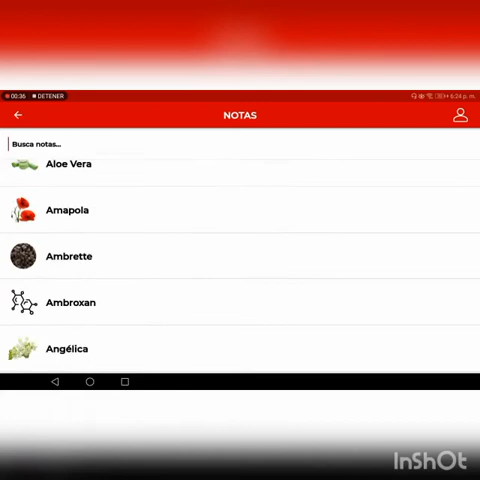 00:36 DETENER 6:24 p. m.
NOTAS
Busca notas...
Aloe Vera
Amapola
Ambrette
Ambroxan
Angélica
InShOt